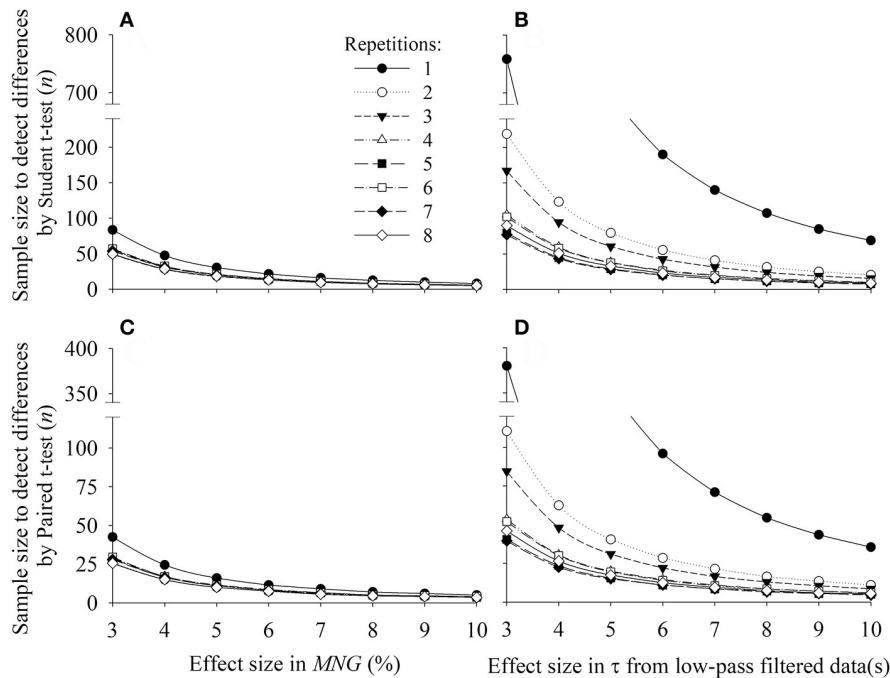 A
B
800
700
200
150
100
50
0
Sample size to detect differences
by Student t-test (n)
Repetitions:
1
2
3
4
5
6
7
8
C
D
400
350
100
75
50
25
0
Sample size to detect differences
by Paired t-test (n)
3 4 5 6 7 8 9 10
3 4 5 6 7 8 9 10
Effect size in MNG (%)
Effect size in τ from low-pass filtered data(s)